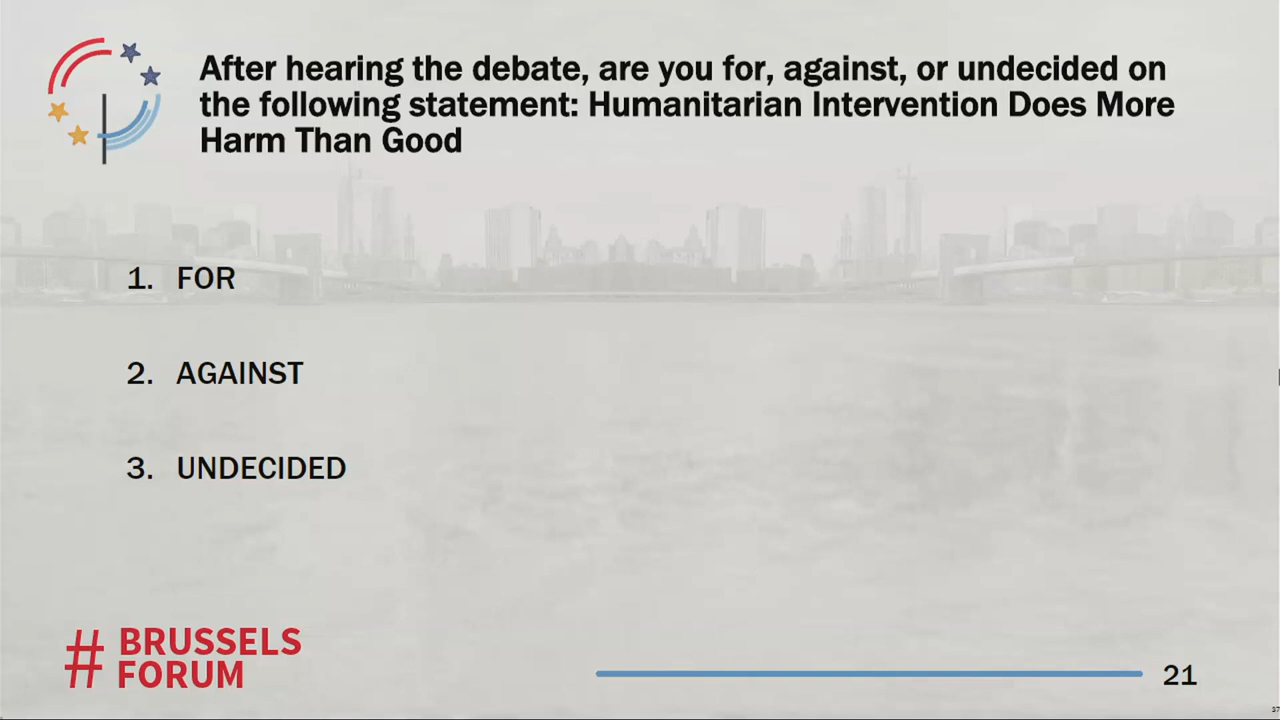 After hearing the debate, are you for, against, or undecided on
the following statement: Humanitarian Intervention Does More
Harm Than Good
1. FOR
2. AGAINST
3. UNDECIDED
# BRUSSELS
FORUM
21
37